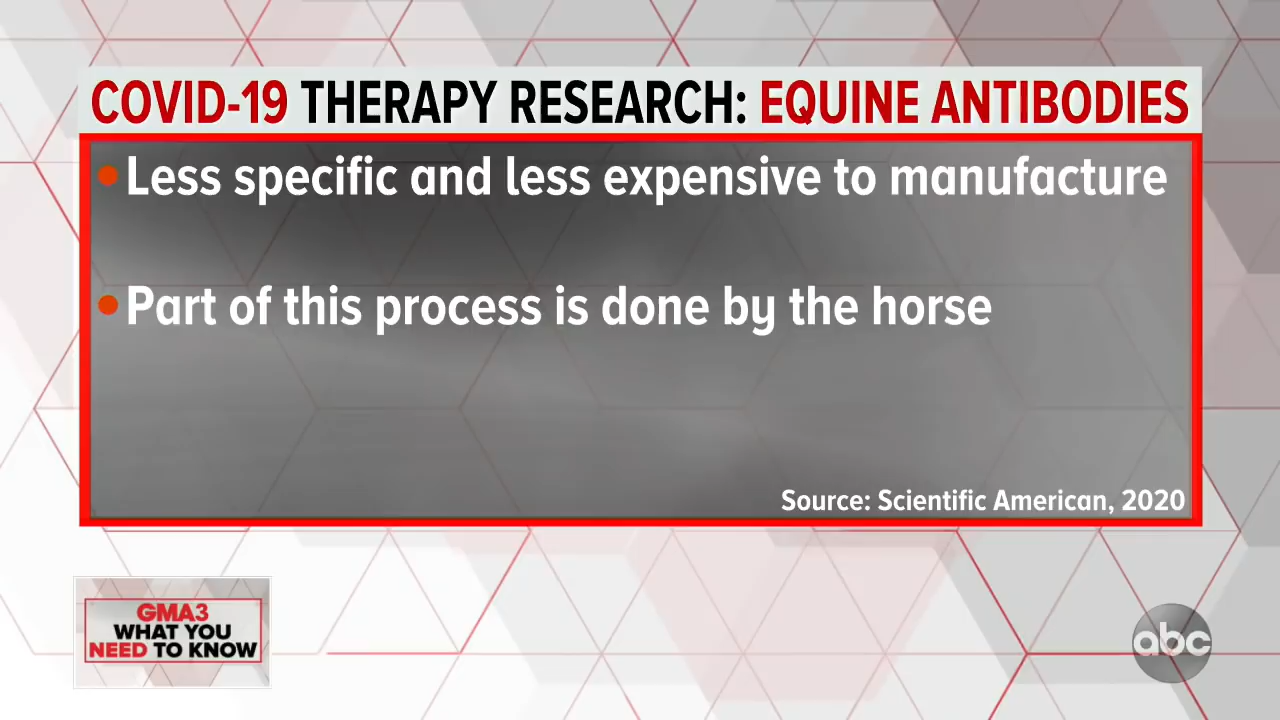 COVID-19 THERAPY RESEARCH: EQUINE ANTIBODIES
• Less specific and less expensive to manufacture
• Part of this process is done by the horse
Source: Scientific American, 2020
GMA3
WHAT YOU
NEED TO KNOW
abc